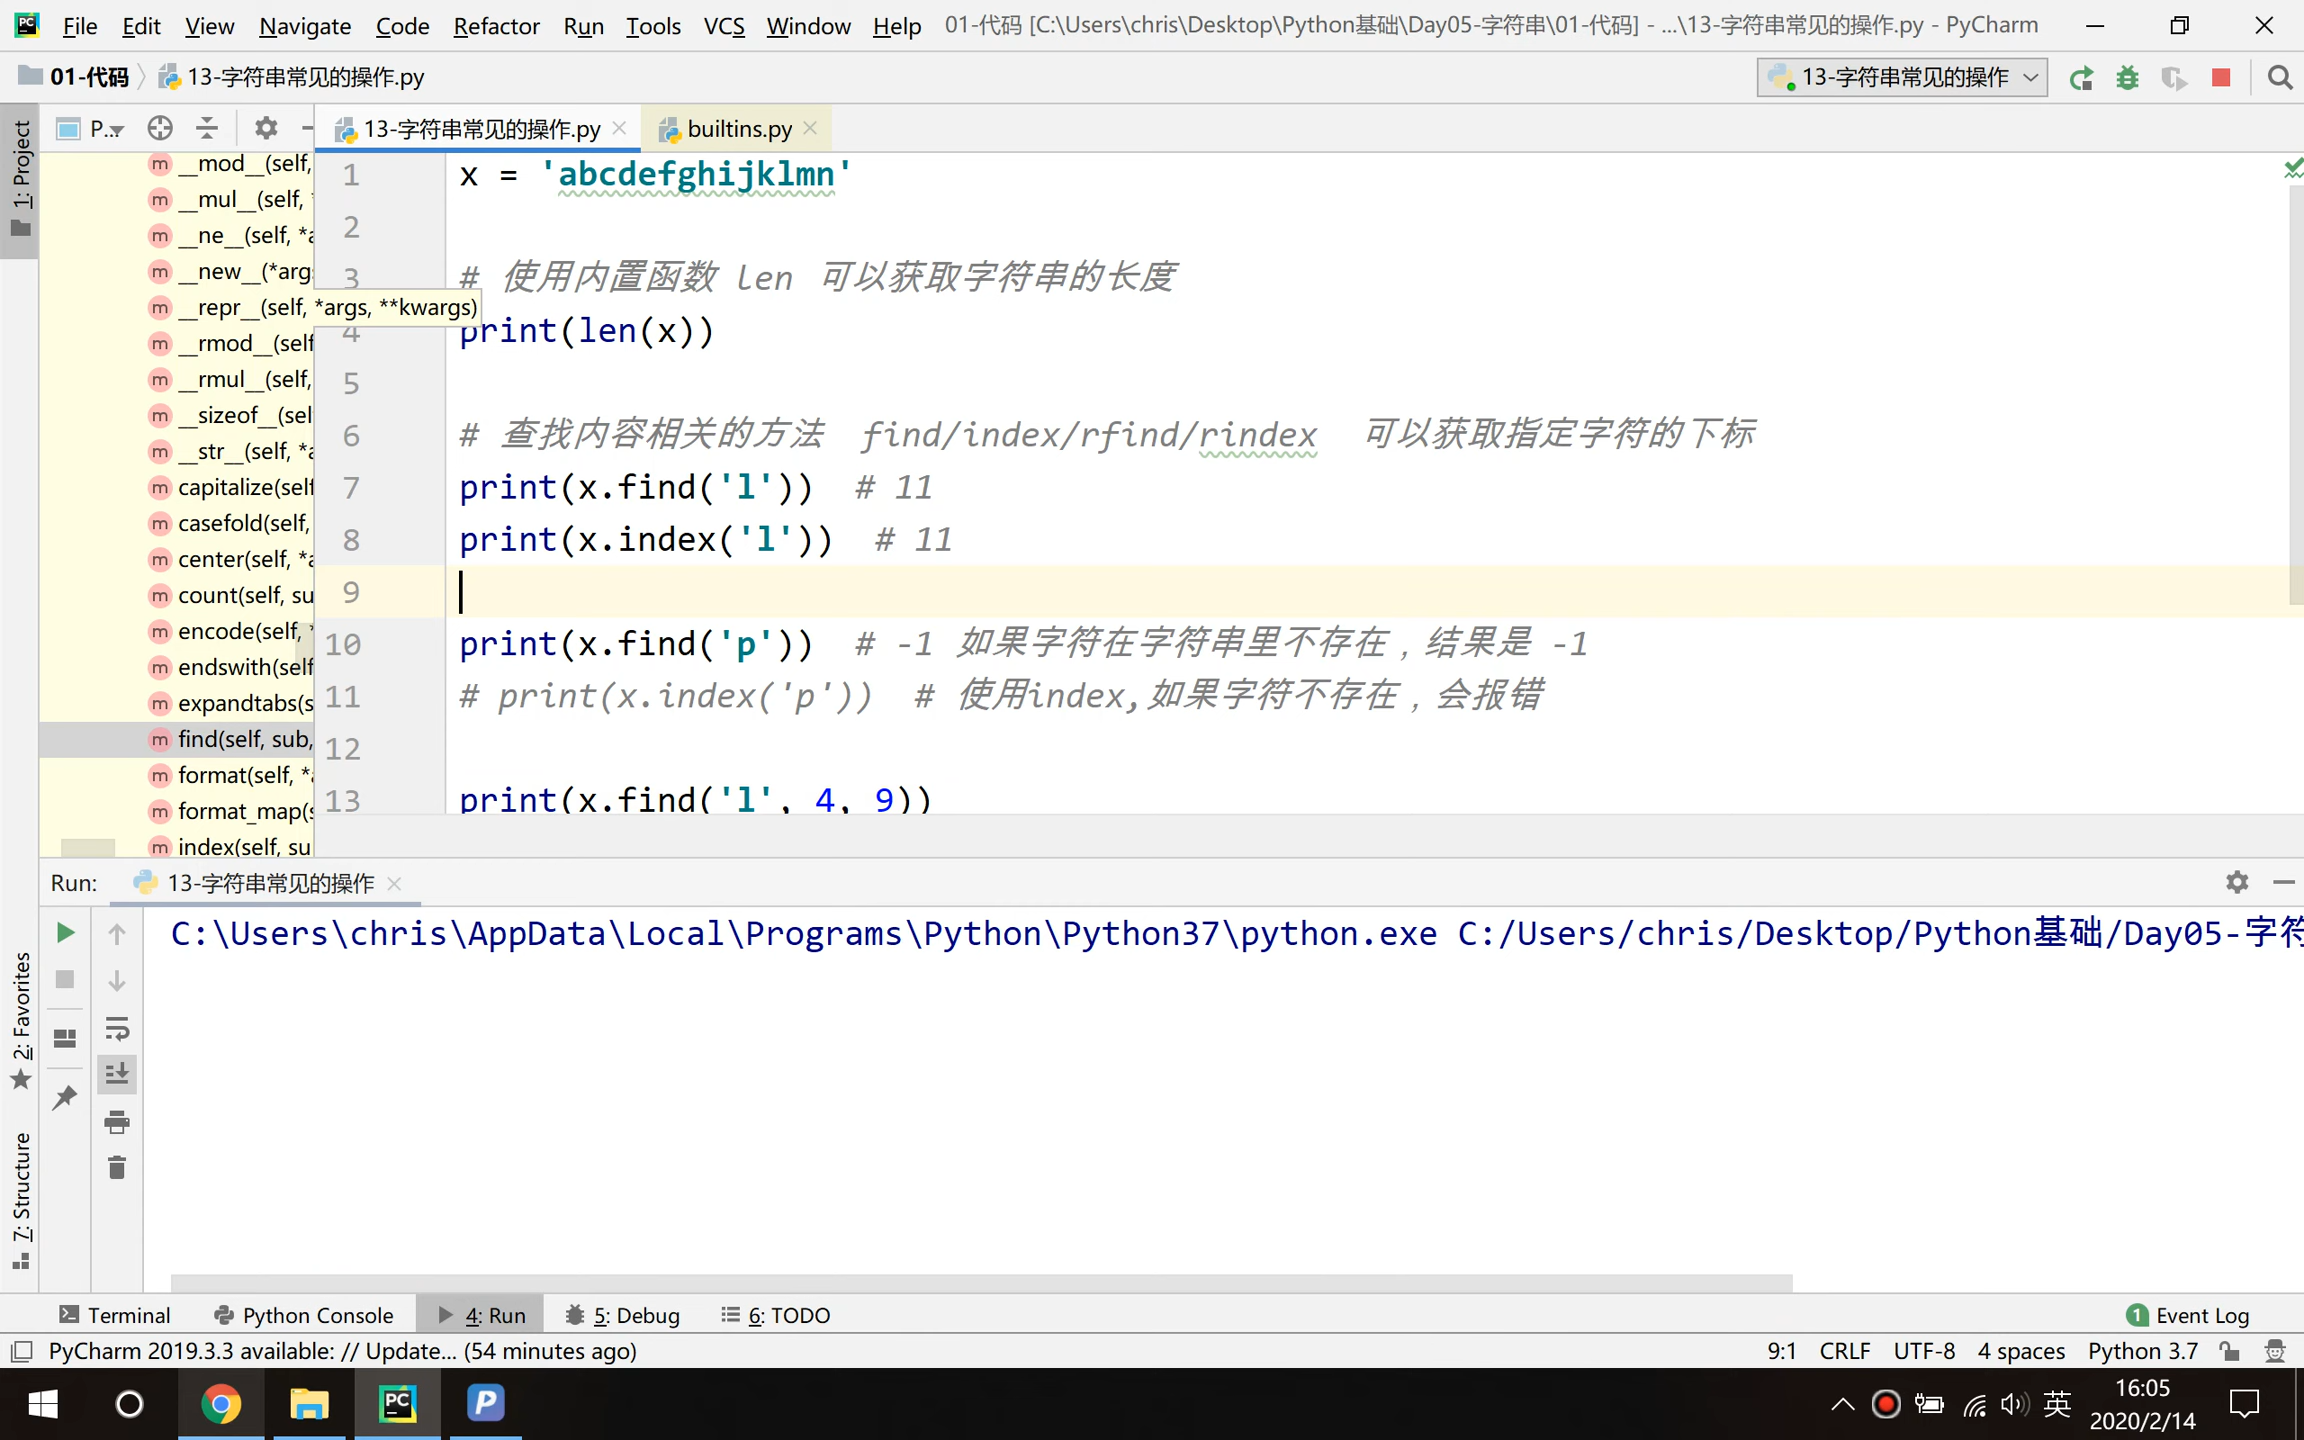 File Edit View Navigate Code Refactor Run Tools VCS Window Help 01-代码 [C:\Users\chris\Desktop\Python基础\Day05-字符串\01-代码] - ...\13-字符串常见的操作.py - PyCharm
01-代码 13-字符串常见的操作.py 13-字符串常见的操作
1: Project
P.. 13-字符串常见的操作.py builtins.py
__mod__(self,
__mul__(self, *
__ne__(self, *a
__new__(*arg
__repr__(self, *args, **kwargs)
__rmod__(self
__rmul__(self,
__sizeof__(sel
__str__(self, *a
capitalize(self
casefold(self,
center(self, *a
count(self, su
encode(self, *
endswith(self
expandtabs(s
find(self, sub,
format(self, *a
format_map(s
index(self, su
1 x = 'abcdefghijklmn'
2
3 # 使用内置函数 len 可以获取字符串的长度
4 print(len(x))
5
6 # 查找内容相关的方法 find/index/rfind/rindex 可以获取指定字符的下标
7 print(x.find('l')) # 11
8 print(x.index('l')) # 11
9
10 print(x.find('p')) # -1 如果字符在字符串里不存在，结果是 -1
11 # print(x.index('p')) # 使用index,如果字符不存在，会报错
12
13 print(x.find('l', 4, 9))
Run: 13-字符串常见的操作
C:\Users\chris\AppData\Local\Programs\Python\Python37\python.exe C:/Users/chris/Desktop/Python基础/Day05-字符
2: Favorites
7: Structure
Terminal Python Console 4: Run 5: Debug 6: TODO 1 Event Log
PyCharm 2019.3.3 available: // Update... (54 minutes ago) 9:1 CRLF UTF-8 4 spaces Python 3.7
英 16:05
2020/2/14